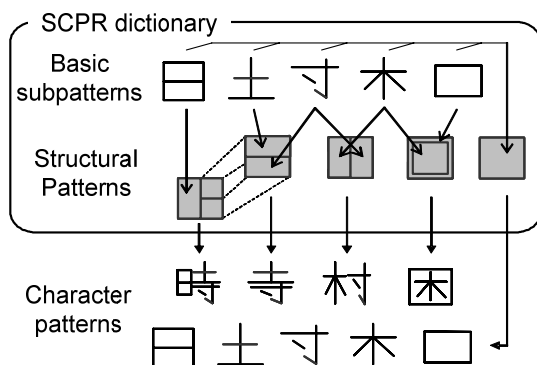 SCPR dictionary
Basic
subpatterns
日 土 寸 木 口
Structural
Patterns
時 寺 村 困
Character
patterns
日 土 寸 木 口